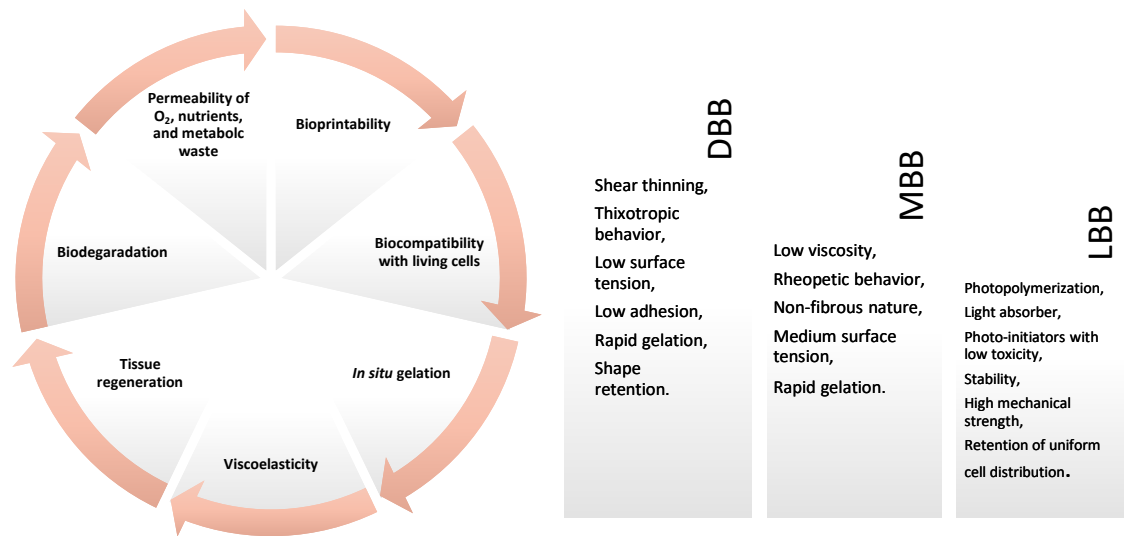 Permeability of
O₂, nutrients,
and metabolc
waste
Bioprintability
Biocompatibility
with living cells
In situ gelation
Viscoelasticity
Tissue
regeneration
Biodegaradation
DBB
Shear thinning,
Thixotropic
behavior,
Low surface
tension,
Low adhesion,
Rapid gelation,
Shape
retention.
MBB
Low viscosity,
Rheopetic behavior,
Non-fibrous nature,
Medium surface
tension,
Rapid gelation.
LBB
Photopolymerization,
Light absorber,
Photo-initiators with
low toxicity,
Stability,
High mechanical
strength,
Retention of uniform
cell distribution.